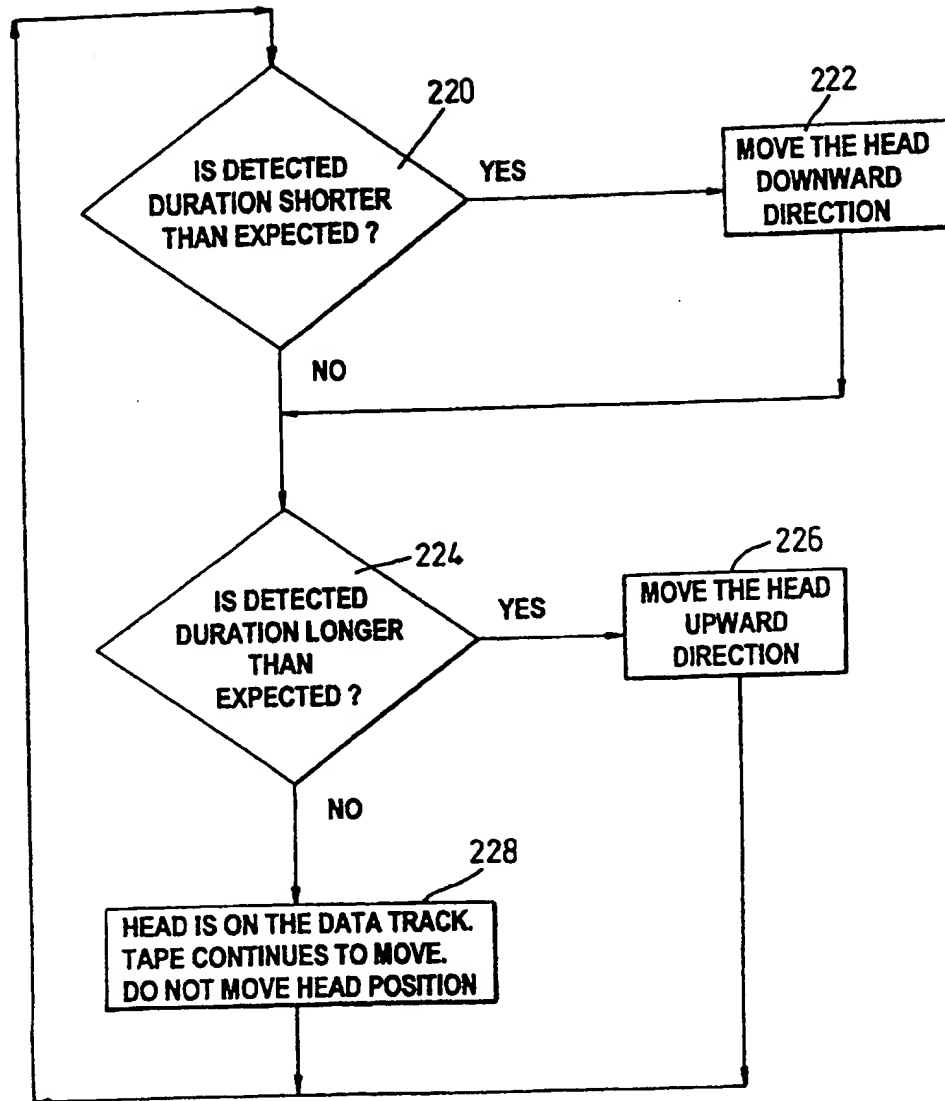 220
IS DETECTED
DURATION SHORTER
THAN EXPECTED ?
YES
222
MOVE THE HEAD
DOWNWARD
DIRECTION
NO
224
IS DETECTED
DURATION LONGER
THAN
EXPECTED ?
YES
226
MOVE THE HEAD
UPWARD
DIRECTION
NO
228
HEAD IS ON THE DATA TRACK.
TAPE CONTINUES TO MOVE.
DO NOT MOVE HEAD POSITION